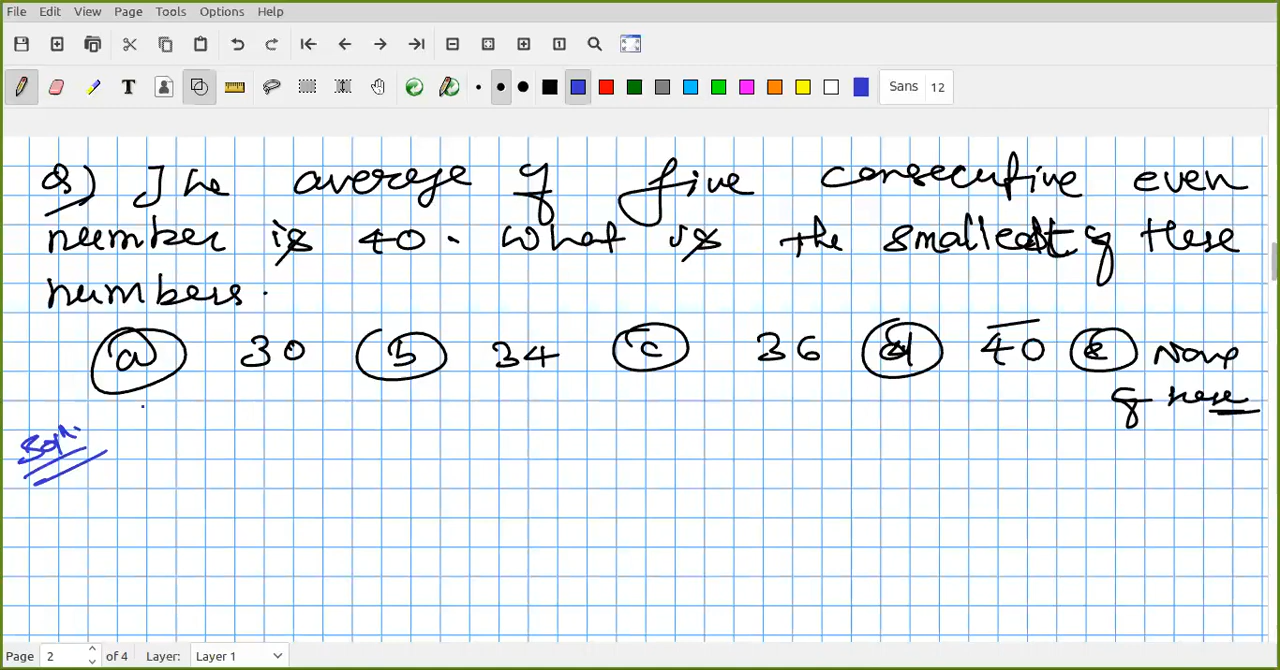 File Edit View Page Tools Options Help
Sans 12
Q) The average of five consecutive even
number is 40. What is the smallest of these
numbers.
(a) 30 (b) 34 (c) 36 (d) 40 (e) None
of these
Soln.
Page 2 of 4 Layer: Layer 1